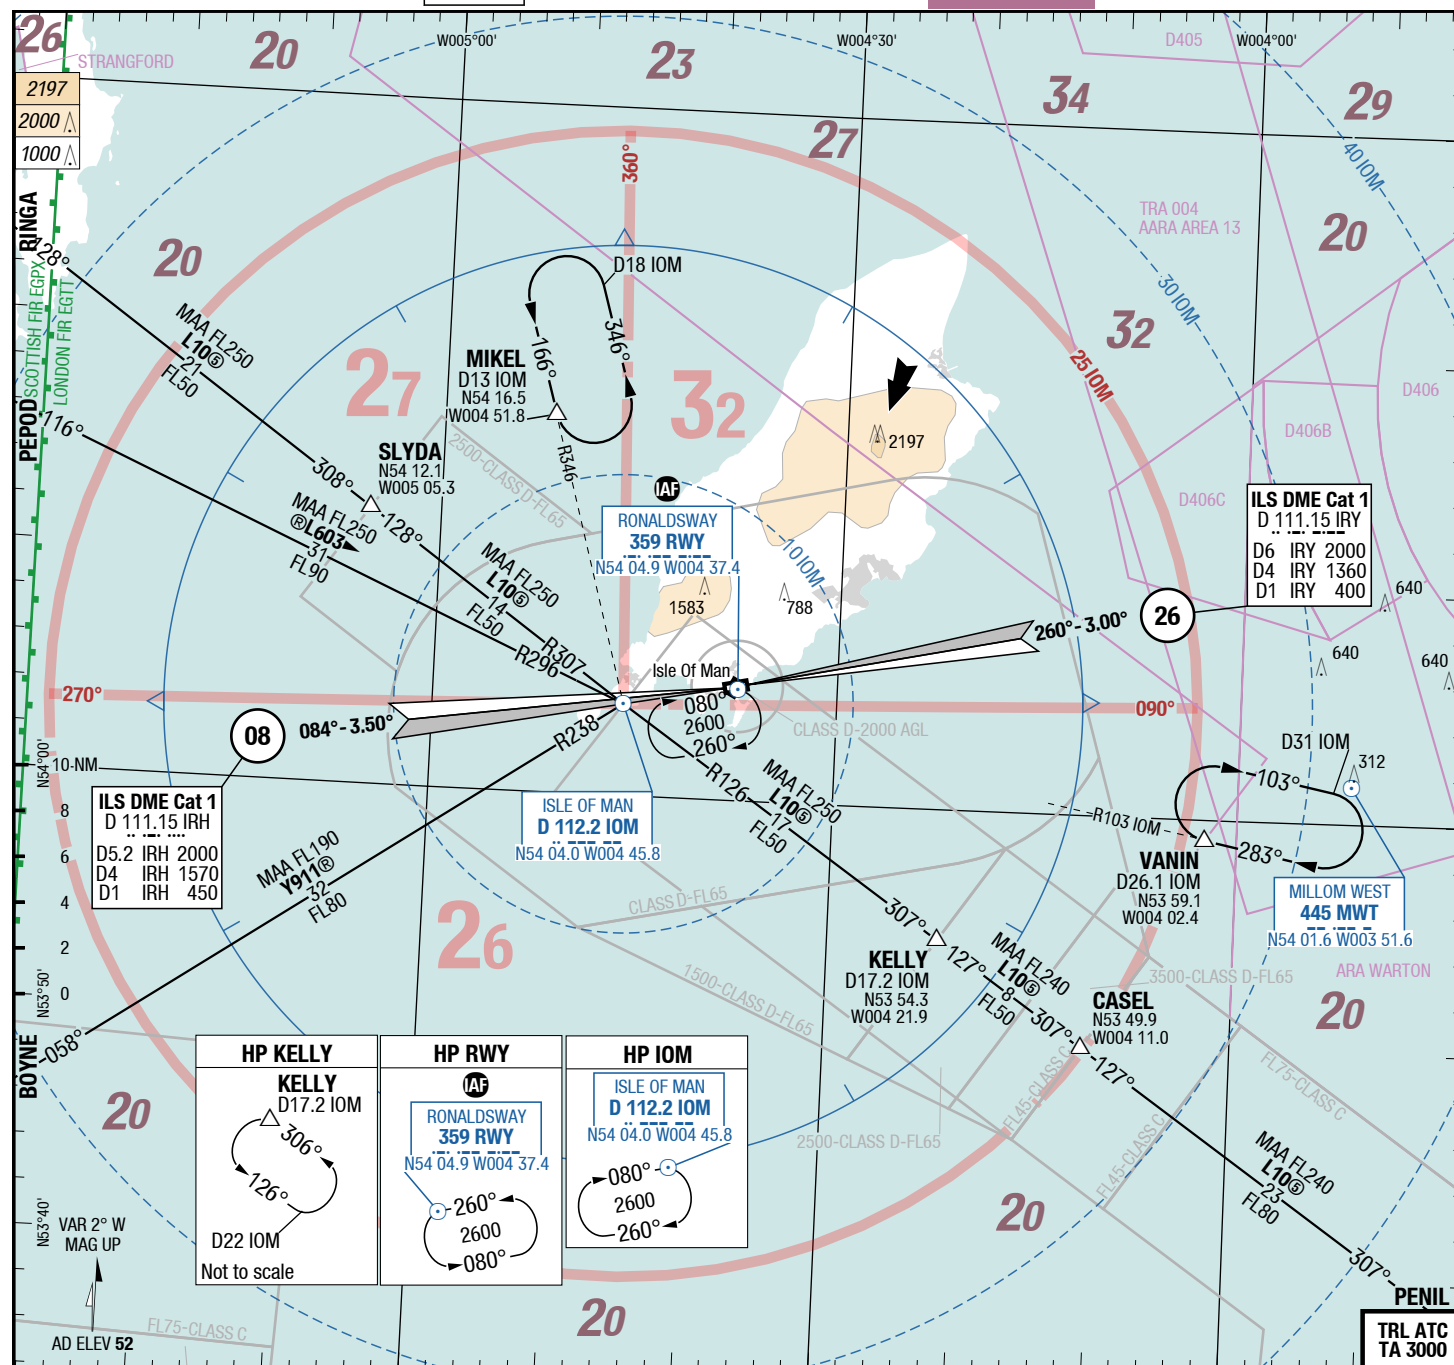 W005°00'
W004°30'
W004°00'
26
STRANGFORD
20
23
34
D405
29
2197
2000
1000
27
40 IOM
360°
RINGA
128°
20
D18 IOM
TRA 004
AARA AREA 13
20
30 IOM
SCOTTISH FIR EGPX
LONDON FIR EGTT
MAA FL250
L10⑤
21
FL50
27
MIKEL
D13 IOM
N54 16.5
W004 51.8
166°
346°
32
32
25 IOM
D406
PEPOD
116°
SLYDA
N54 12.1
W005 05.3
2500-CLASS D-FL65
R346
2197
D406B
D406C
308°
128°
MAA FL250
®L603
31
FL90
IAF
RONALDSWAY
359 RWY
N54 04.9 W004 37.4
10 IOM
ILS DME Cat 1
D 111.15 IRY
D6 IRY 2000
D4 IRY 1360
D1 IRY 400
MAA FL250
L10⑤
14
FL50
R307
R296
1583
788
640
640
640
26
260°- 3.00°
Isle Of Man
270°
090°
08
084°- 3.50°
R238
080°
2600
260°
CLASS D-2000 AGL
D31 IOM
312
N54°00'
10 NM
8
6
4
2
0
N53°50'
ILS DME Cat 1
D 111.15 IRH
D5.2 IRH 2000
D4 IRH 1570
D1 IRH 450
ISLE OF MAN
D 112.2 IOM
N54 04.0 W004 45.8
R126
MAA FL250
L10⑤
17
FL50
103°
R103 IOM
283°
VANIN
D26.1 IOM
N53 59.1
W004 02.4
MILLOM WEST
445 MWT
N54 01.6 W003 51.6
MAA FL190
Y911®
32
FL80
CLASS D-FL65
26
307°
KELLY
D17.2 IOM
N53 54.3
W004 21.9
127°
MAA FL240
L10⑤
8
FL50
3500-CLASS D-FL65
ARA WARTON
20
1500-CLASS D-FL65
307°
CASEL
N53 49.9
W004 11.0
127°
BOYNE
058°
HP KELLY
KELLY
D17.2 IOM
306°
126°
D22 IOM
Not to scale
HP RWY
IAF
RONALDSWAY
359 RWY
N54 04.9 W004 37.4
260°
2600
080°
HP IOM
ISLE OF MAN
D 112.2 IOM
N54 04.0 W004 45.8
080°
2600
260°
FL45-CLASS C
FL75-CLASS C
20
2500-CLASS D-FL65
FL45-CLASS C
MAA FL240
L10⑤
23
FL80
20
N53°40'
VAR 2° W
MAG UP
AD ELEV 52
FL75-CLASS C
20
307°
PENIL
TRL ATC
TA 3000